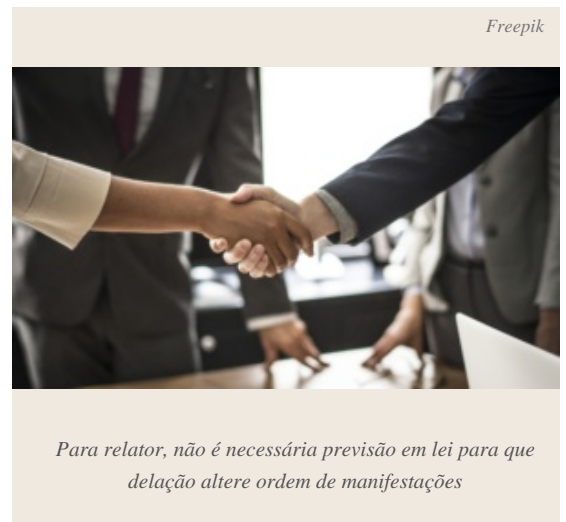 Freepik
Para relator, não é necessária previsão em lei para que
delação altere ordem de manifestações